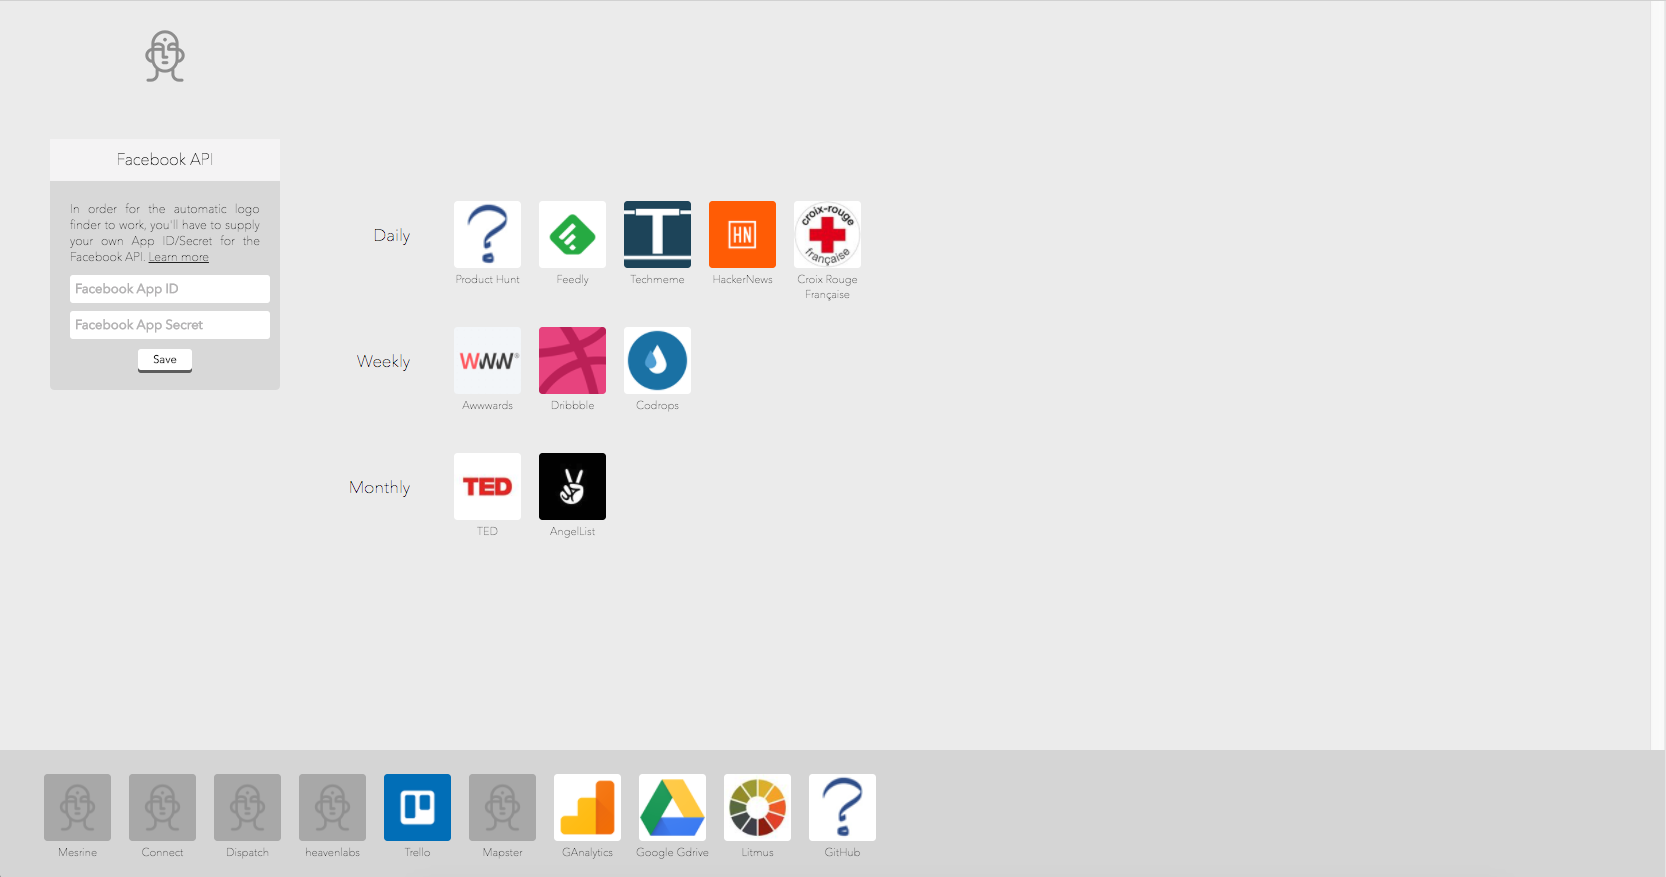 Facebook API
In order for the automatic logo
finder to work, you'll have to supply
your own App ID/Secret for the
Facebook API. Learn more
Facebook App ID
Facebook App Secret
Save
Daily
Product Hunt
Feedly
T
Techmeme
HN
HackerNews
croix-rouge
française
Croix Rouge
Française
Weekly
WWW
Awwwards
Dribbble
Codrops
Monthly
TED
TED
AngelList
Mesrine
Connect
Dispatch
heavenlabs
Trello
Mapster
GAnalytics
Google Gdrive
Litmus
GitHub